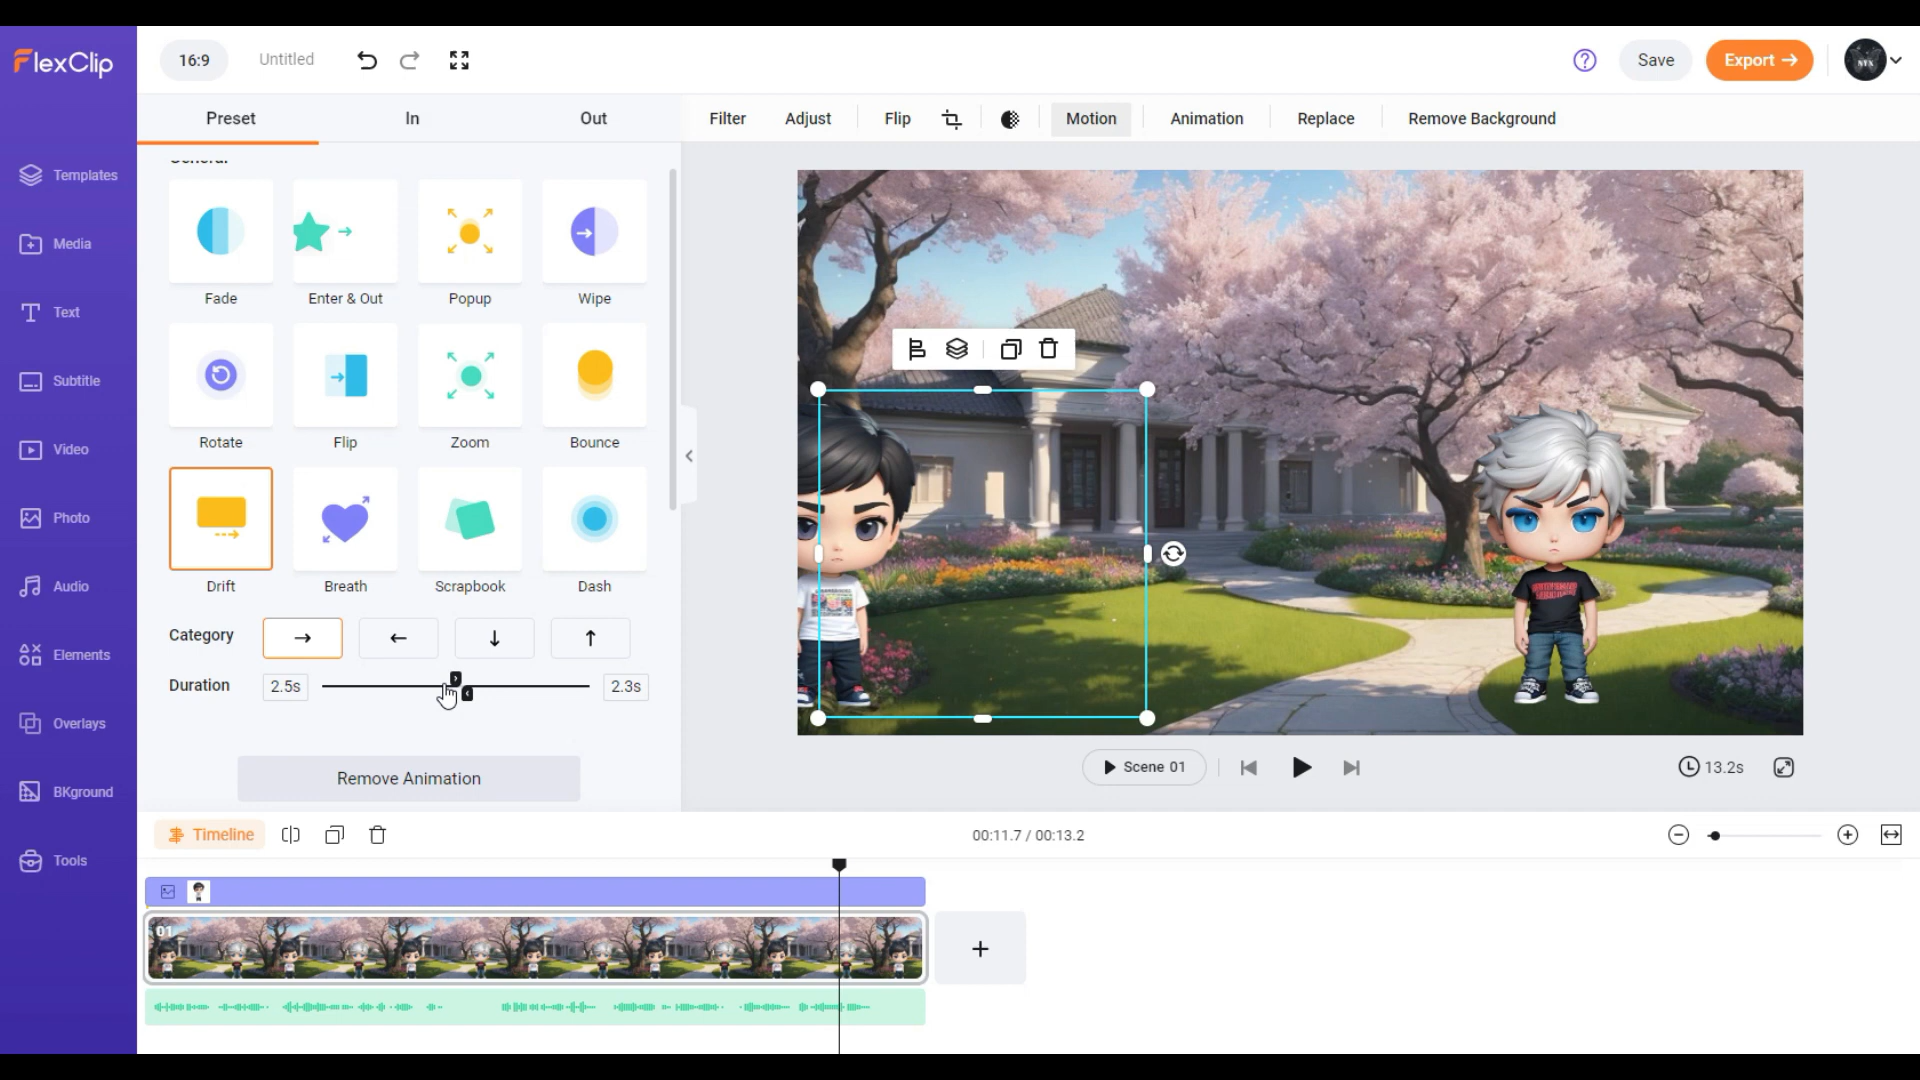 FlexClip
16:9
Untitled
Save
Export
NYX
Preset
In
Out
Filter
Adjust
Flip
Motion
Animation
Replace
Remove Background
Templates
Media
Text
Subtitle
Video
Photo
Audio
Elements
Overlays
BKground
Tools
General
Fade
Enter & Out
Popup
Wipe
Rotate
Flip
Zoom
Bounce
Drift
Breath
Scrapbook
Dash
Category
Duration
2.5s
2.3s
Remove Animation
Scene 01
13.2s
Timeline
00:11.7 / 00:13.2
01